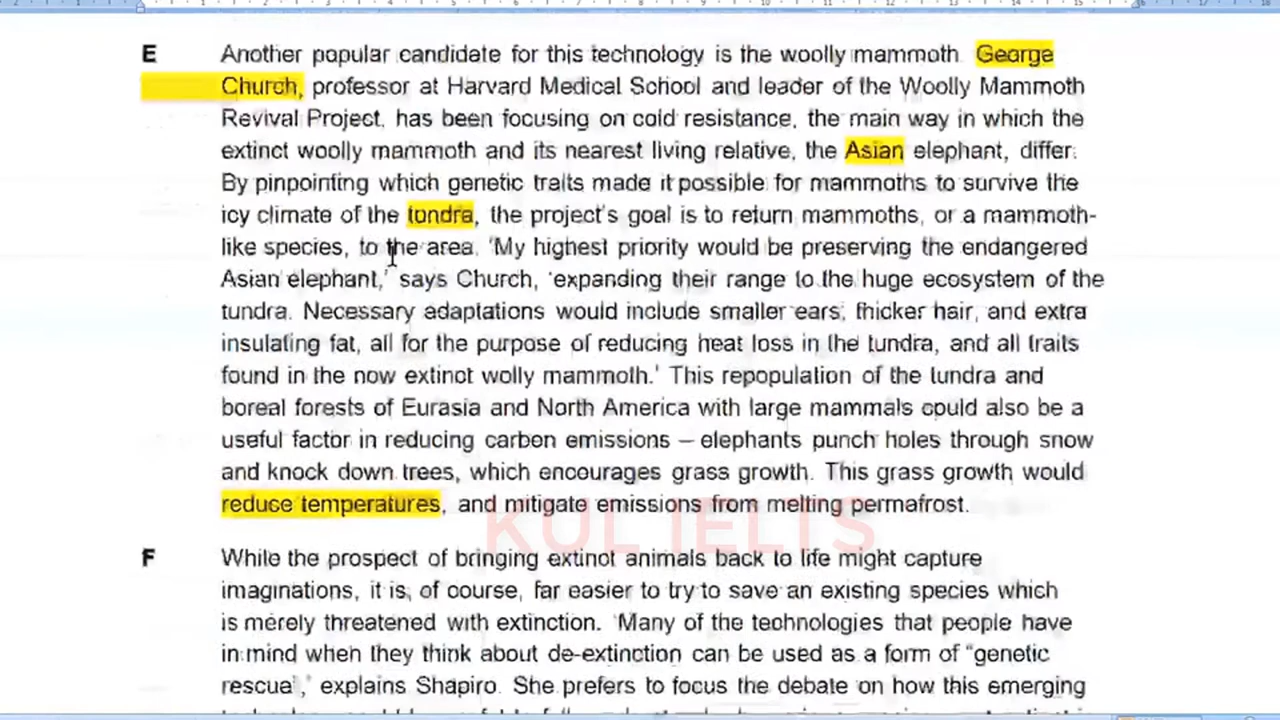 E Another popular candidate for this technology is the woolly mammoth. George
Church, professor at Harvard Medical School and leader of the Woolly Mammoth
Revival Project, has been focusing on cold resistance, the main way in which the
extinct woolly mammoth and its nearest living relative, the Asian elephant, differ.
By pinpointing which genetic traits made it possible for mammoths to survive the
icy climate of the tundra, the project's goal is to return mammoths, or a mammoth-
like species, to the area. 'My highest priority would be preserving the endangered
Asian elephant,' says Church, 'expanding their range to the huge ecosystem of the
tundra. Necessary adaptations would include smaller ears, thicker hair, and extra
insulating fat, all for the purpose of reducing heat loss in the tundra, and all traits
found in the now extinct wolly mammoth.' This repopulation of the tundra and
boreal forests of Eurasia and North America with large mammals could also be a
useful factor in reducing carbon emissions – elephants punch holes through snow
and knock down trees, which encourages grass growth. This grass growth would
reduce temperatures, and mitigate emissions from melting permafrost.
KUL IELTS
F While the prospect of bringing extinct animals back to life might capture
imaginations, it is, of course, far easier to try to save an existing species which
is merely threatened with extinction. 'Many of the technologies that people have
in mind when they think about de-extinction can be used as a form of "genetic
rescue",' explains Shapiro. She prefers to focus the debate on how this emerging